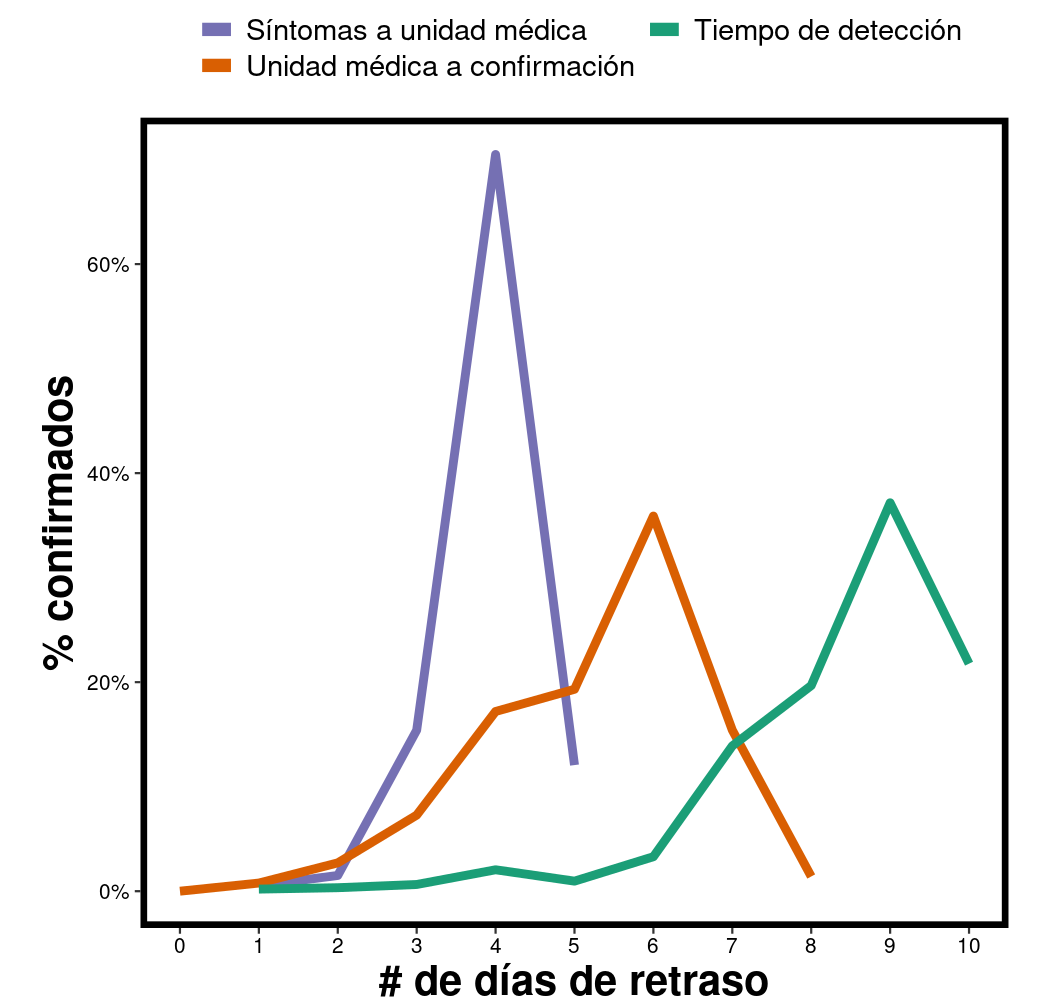 Síntomas a unidad médica
Tiempo de detección
Unidad médica a confirmación
% confirmados
60%
40%
20%
0%
0 1 2 3 4 5 6 7 8 9 10
# de días de retraso